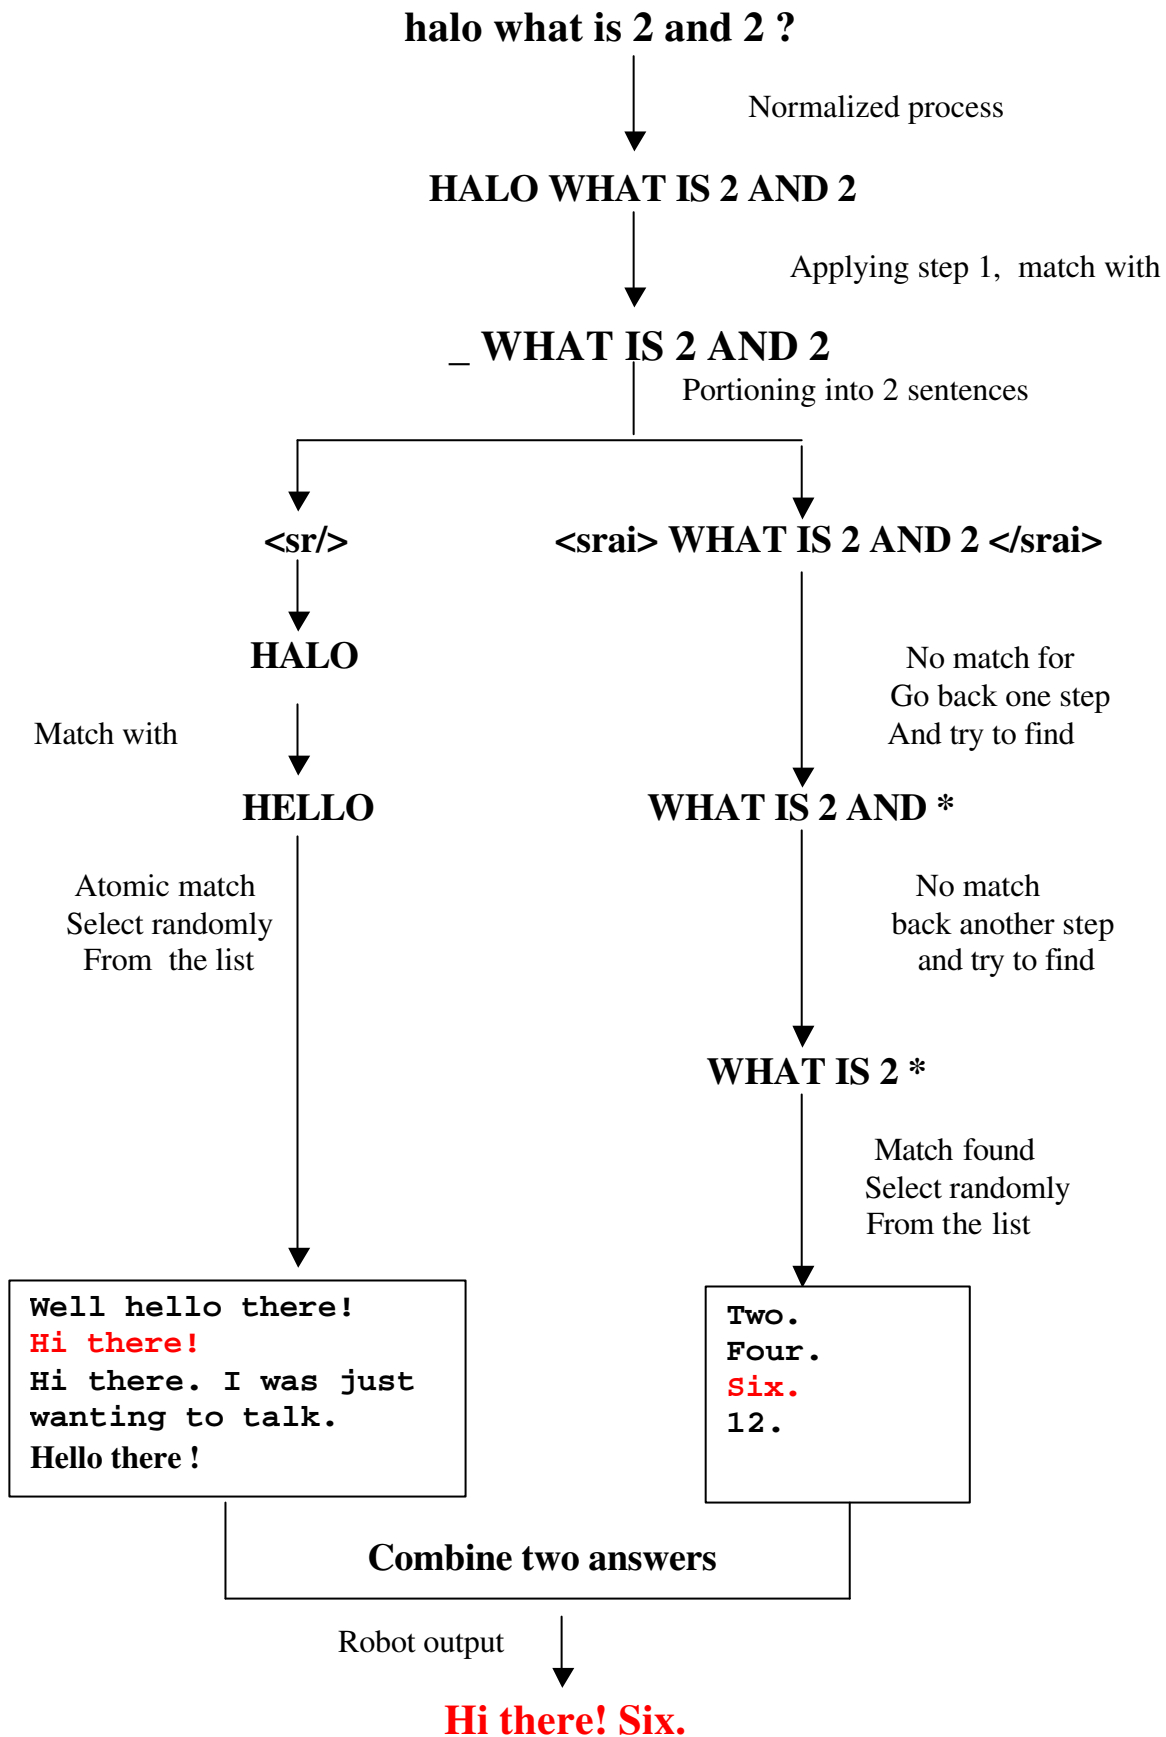 halo what is 2 and 2 ?
Normalized process
HALO WHAT IS 2 AND 2
Applying step 1,  match with
_ WHAT IS 2 AND 2
Portioning into 2 sentences
<sr/>
<srai> WHAT IS 2 AND 2 </srai>
HALO
No match for
Go back one step
And try to find
Match with
HELLO
WHAT IS 2 AND *
Atomic match
Select randomly
From  the list
No match
back another step
and try to find
WHAT IS 2 *
Match found
Select randomly
From the list
Well hello there!
Hi there!
Hi there. I was just
wanting to talk.
Hello there !
Two.
Four.
Six.
12.
Combine two answers
Robot output
Hi there! Six.